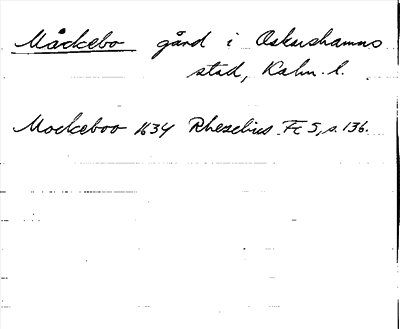 Måckebo gård i Oskarshamns
stad, Kalm. l.
Mockeboo 1634 Rhezelius Fc 5, s. 136.